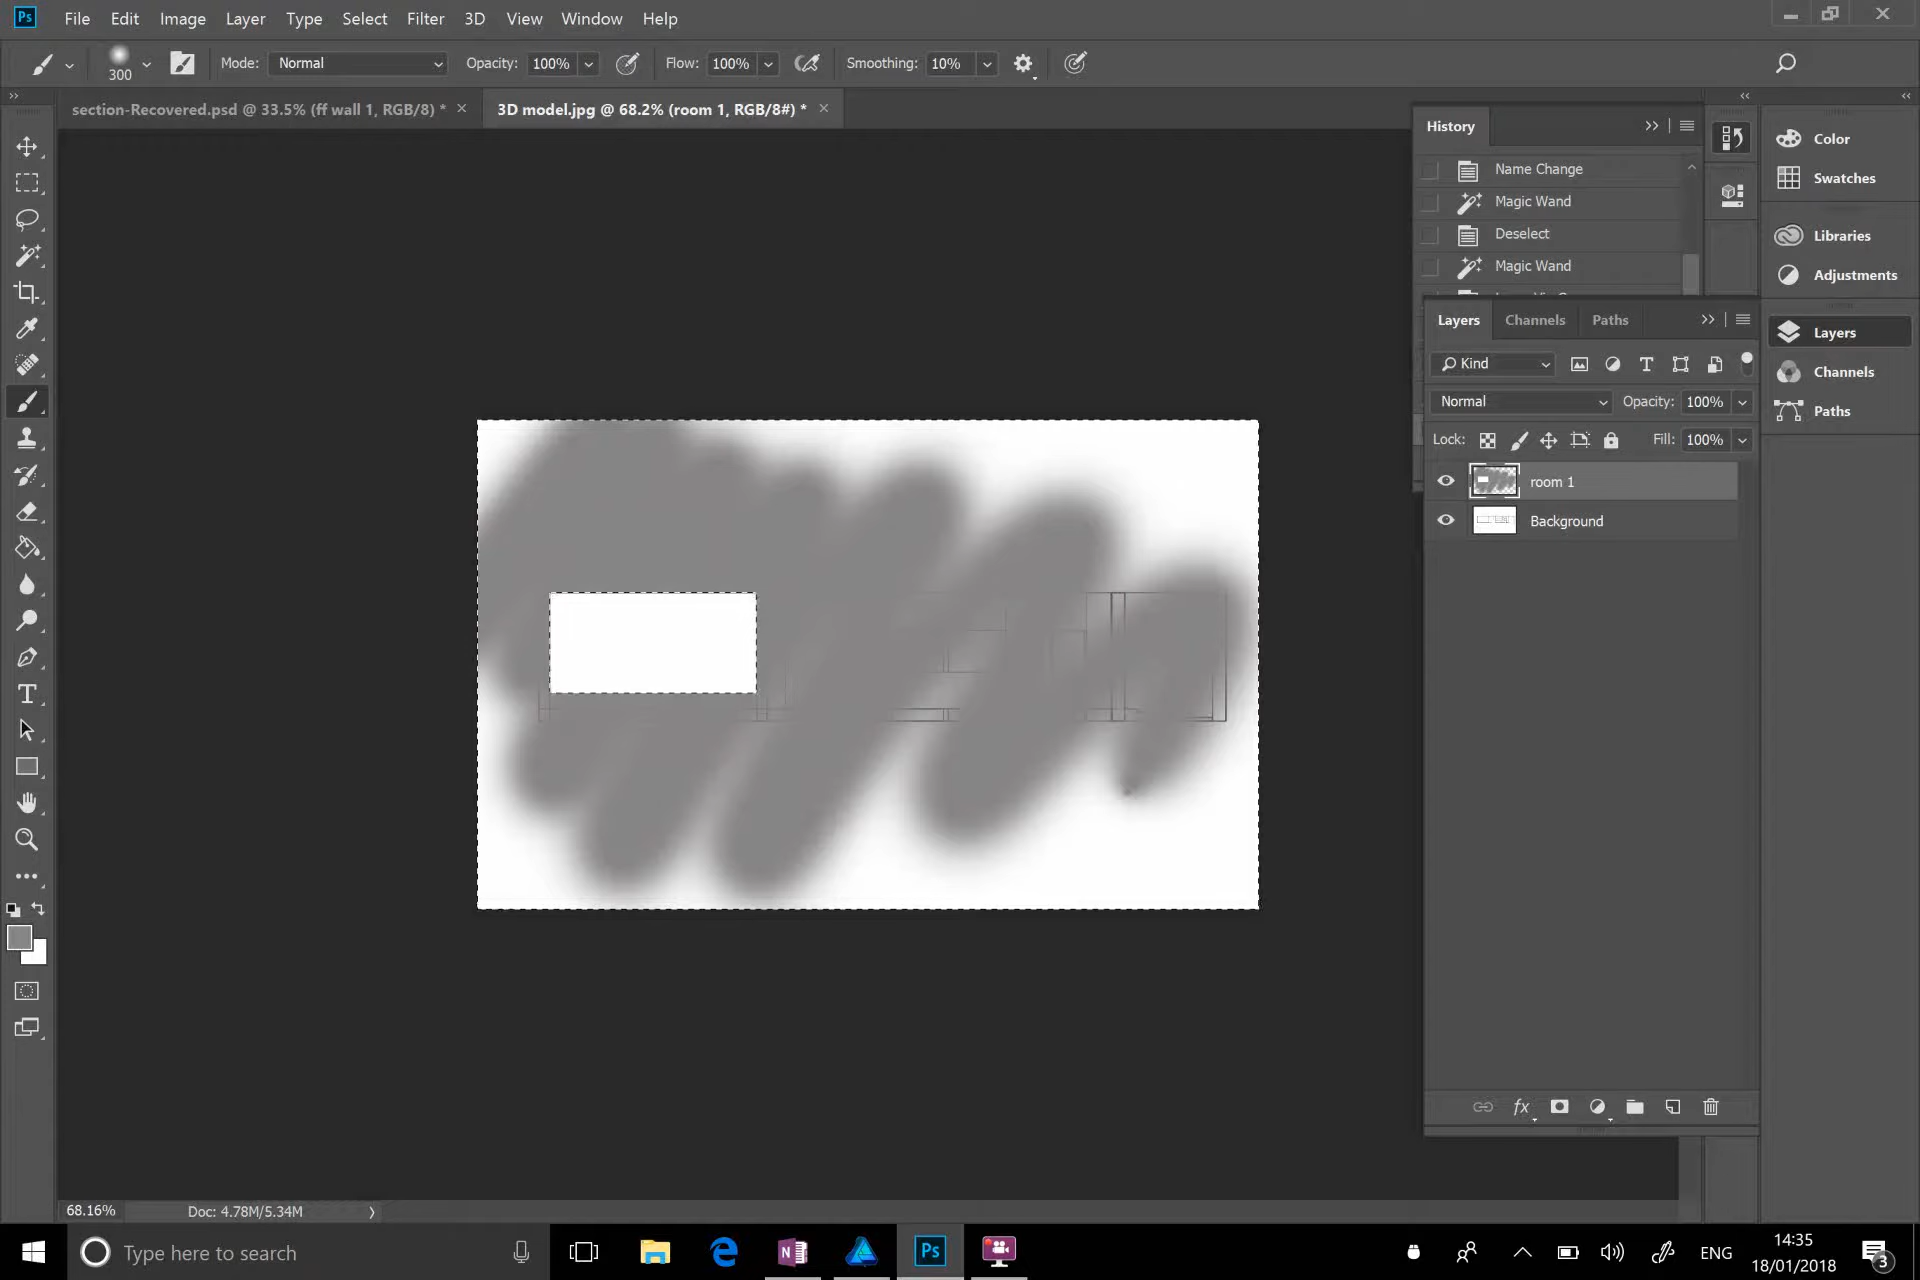 Ps File Edit Image Layer Type Select Filter 3D View Window Help
300 Mode: Normal Opacity: 100% Flow: 100% Smoothing: 10%
section-Recovered.psd @ 33.5% (ff wall 1, RGB/8) * 3D model.jpg @ 68.2% (room 1, RGB/8#) *
History
Name Change
Magic Wand
Deselect
Magic Wand
Color
Swatches
Libraries
Adjustments
Layers
Channels
Paths
Layers Channels Paths
Kind
Normal Opacity: 100%
Lock: Fill: 100%
room 1
Background
fx
68.16% Doc: 4.78M/5.34M
Type here to search
Ps
ENG
14:35
18/01/2018
3